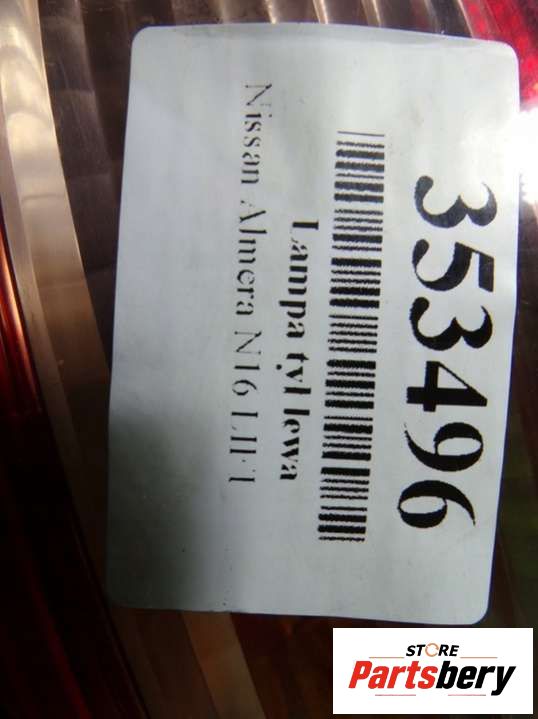 353496
Lampa tył lewa
Nissan Almera N16 LIFT
STORE
Partsbery